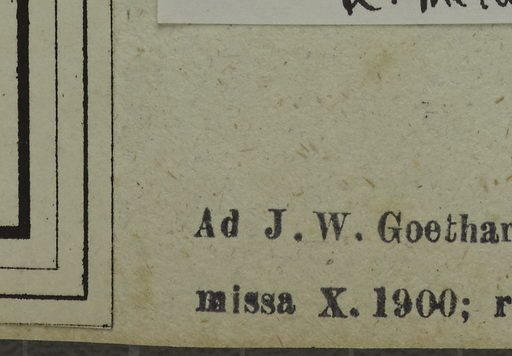 Ad J. W. Goethar
missa X. 1900; r